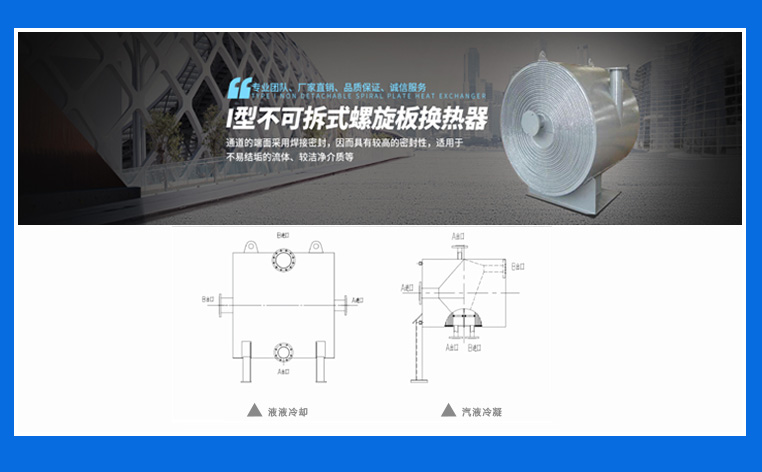 专业团队、厂家直销、品质保证、诚信服务
TYPE I NON DETACHABLE SPIRAL PLATE HEAT EXCHANGER
I型不可拆式螺旋板换热器
通道的端面采用焊接密封，因而具有较高的密封性，适用于
不易结垢的流体、较洁净介质等
B进口
B出口
A进口
A出口
A出口
B出口
A进口
A出口
B进口
液液冷却
汽液冷凝